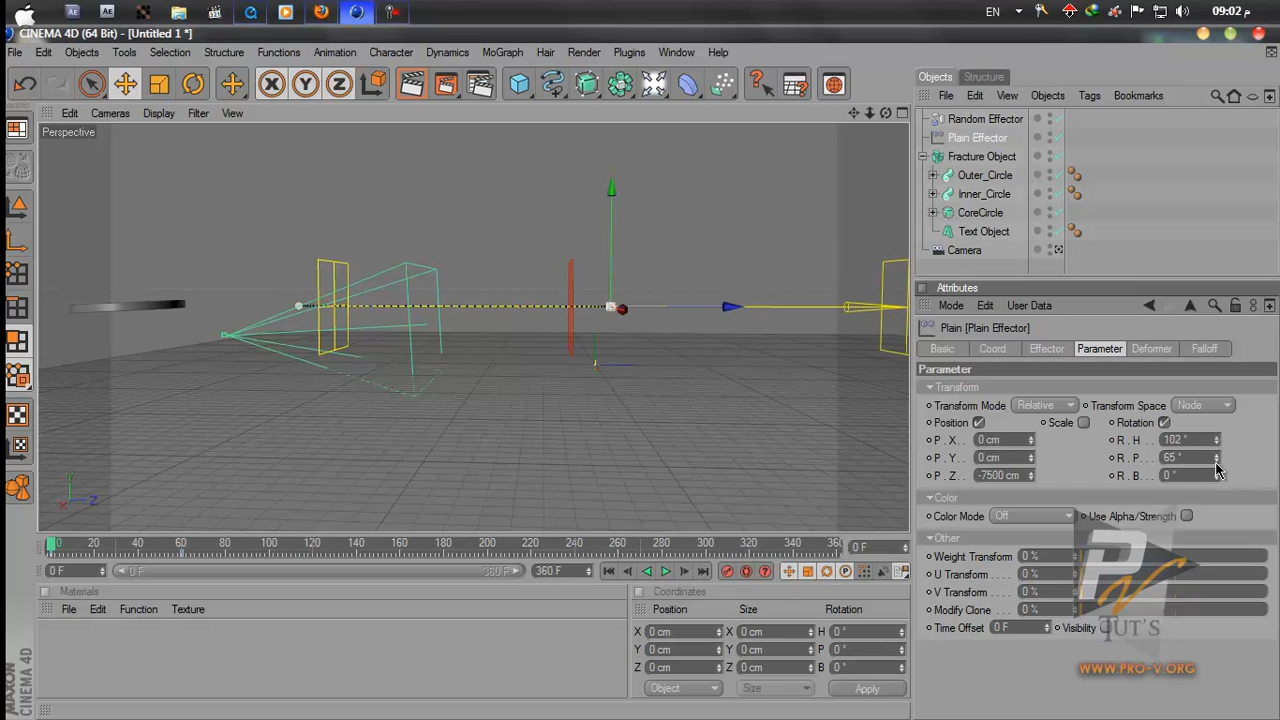 EN
09:02 م
CINEMA 4D (64 Bit) - [Untitled 1 *]
File Edit Objects Tools Selection Structure Functions Animation Character Dynamics MoGraph Hair Render Plugins Window Help
Objects Structure
File Edit View Objects Tags Bookmarks
Edit Cameras Display Filter View
Perspective
Random Effector
Plain Effector
Fracture Object
Outer_Circle
Inner_Circle
CoreCircle
Text Object
Camera
Attributes
Mode Edit User Data
Plain [Plain Effector]
Basic Coord Effector Parameter Deformer Falloff
Parameter
Transform
Transform Mode Relative Transform Space Node
Position Scale Rotation
P . X 0 cm R . H 102 °
P . Y 0 cm R . P 65 °
P . Z -7500 cm R . B 0 °
Color
Color Mode Off Use Alpha/Strength
Other
Weight Transform 0 %
U Transform 0 %
V Transform 0 %
Modify Clone 0 %
Time Offset 0 F Visibility
PV
TUT'S
WWW.PRO-V.ORG
0 20 40 60 80 100 120 140 160 180 200 220 240 260 280 300 320 340 36 0 F
0 F 0 F 360 F 360 F
Materials
File Edit Function Texture
Coordinates
Position Size Rotation
X 0 cm X 0 cm H 0 °
Y 0 cm Y 0 cm P 0 °
Z 0 cm Z 0 cm B 0 °
Object Size Apply
Y
X Z
MAXON
CINEMA 4D